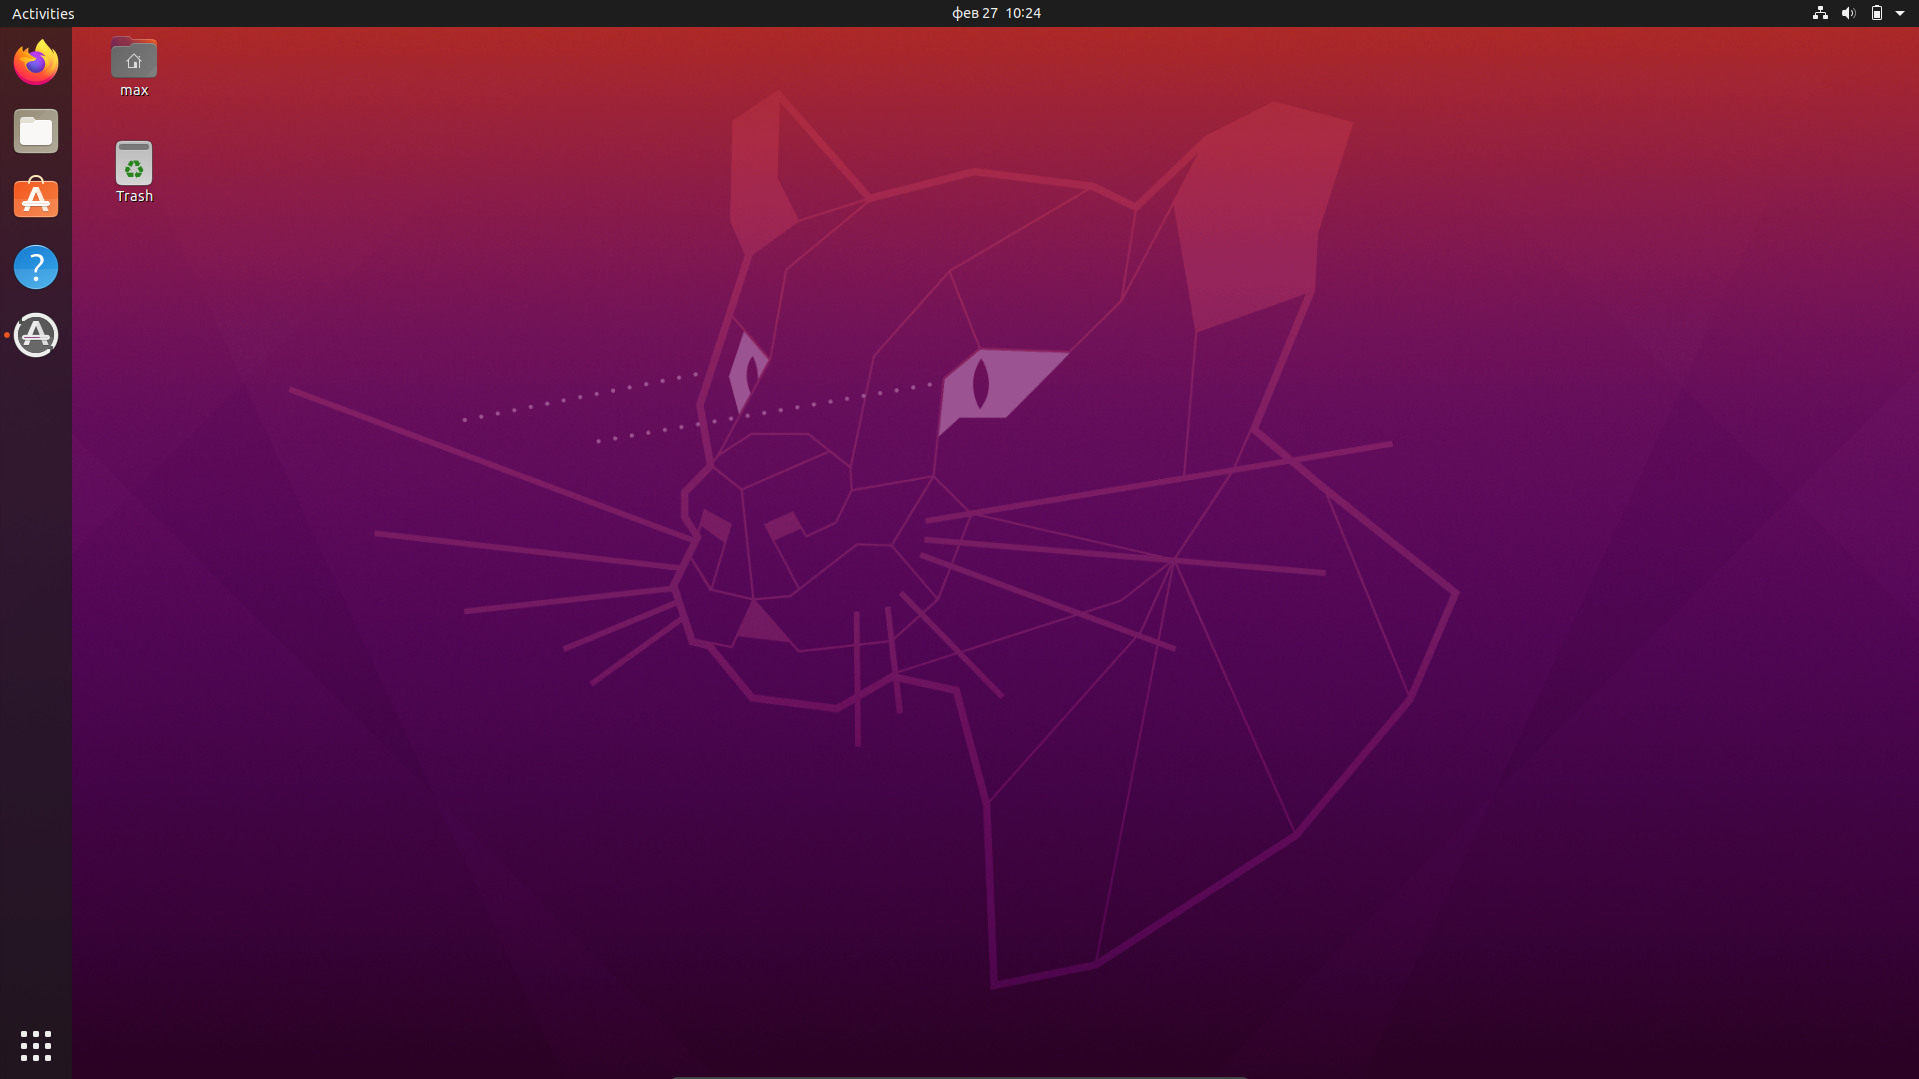 Activities
фев 27 10:24
max
Trash